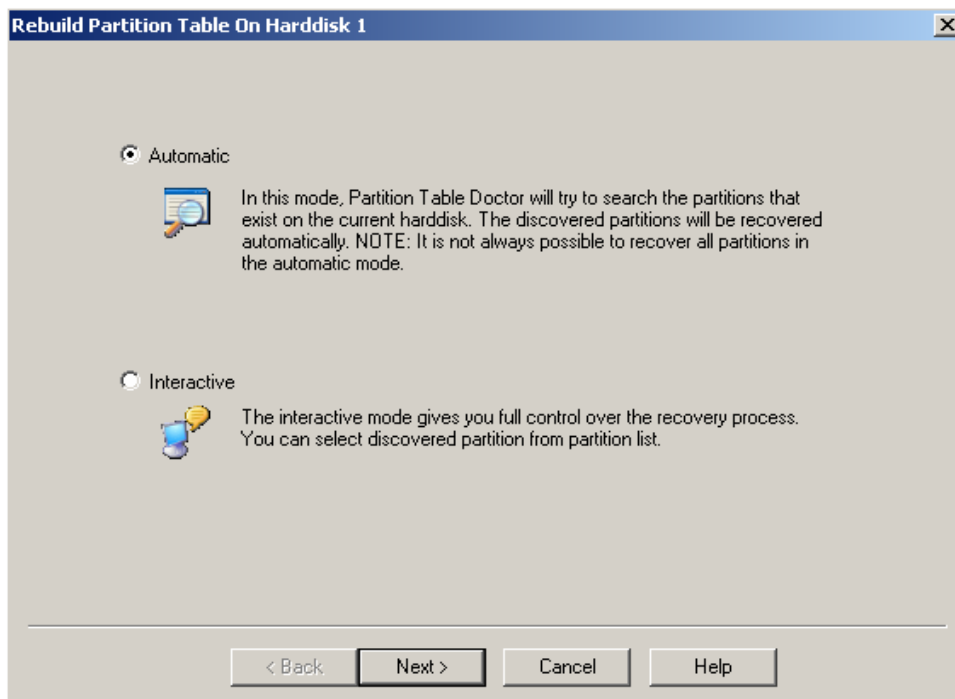 Rebuild Partition Table On Harddisk 1
Automatic
In this mode, Partition Table Doctor will try to search the partitions that
exist on the current harddisk. The discovered partitions will be recovered
automatically. NOTE: It is not always possible to recover all partitions in
the automatic mode.
Interactive
The interactive mode gives you full control over the recovery process.
You can select discovered partition from partition list.
< Back Next > Cancel Help